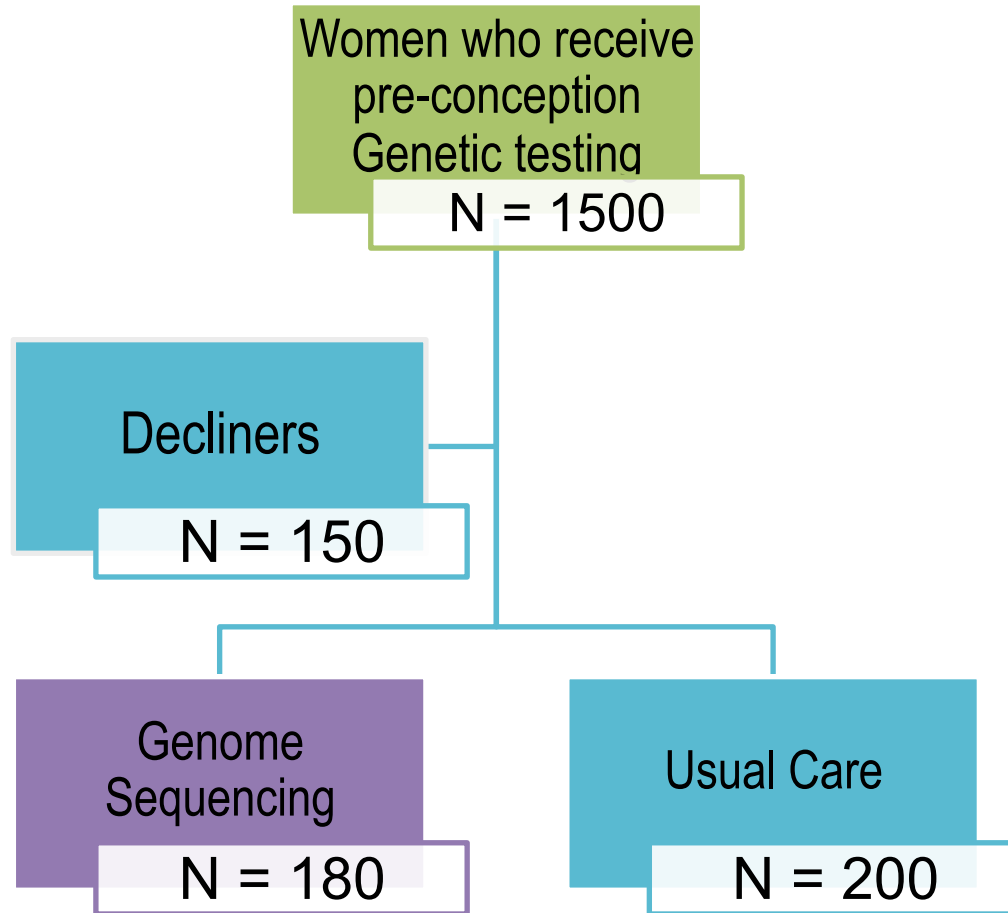 Women who receive
pre-conception
Genetic testing
N = 1500
Decliners
N = 150
Genome
Sequencing
N = 180
Usual Care
N = 200